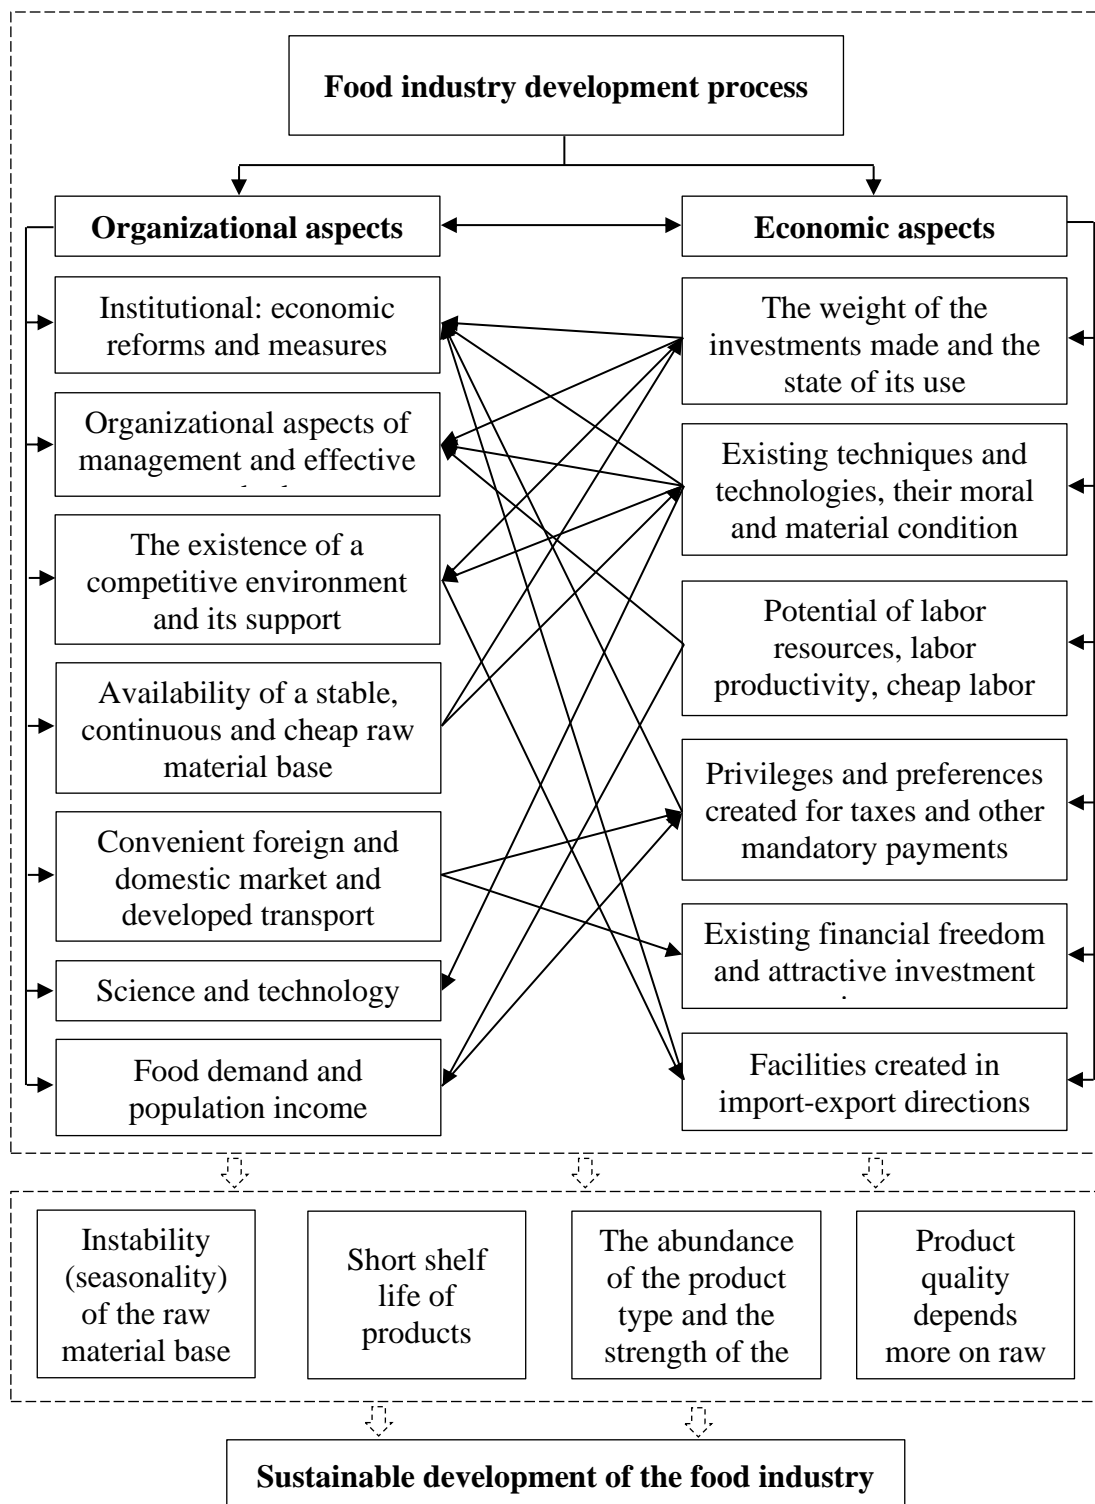 Food industry development process
Organizational aspects
Economic aspects
Institutional: economic
reforms and measures
Organizational aspects of
management and effective
The existence of a
competitive environment
and its support
Availability of a stable,
continuous and cheap raw
material base
Convenient foreign and
domestic market and
developed transport
Science and technology
Food demand and
population income
The weight of the
investments made and the
state of its use
Existing techniques and
technologies, their moral
and material condition
Potential of labor
resources, labor
productivity, cheap labor
Privileges and preferences
created for taxes and other
mandatory payments
Existing financial freedom
and attractive investment
Facilities created in
import-export directions
Instability
(seasonality)
of the raw
material base
Short shelf
life of
products
The abundance
of the product
type and the
strength of the
Product
quality
depends
more on raw
Sustainable development of the food industry